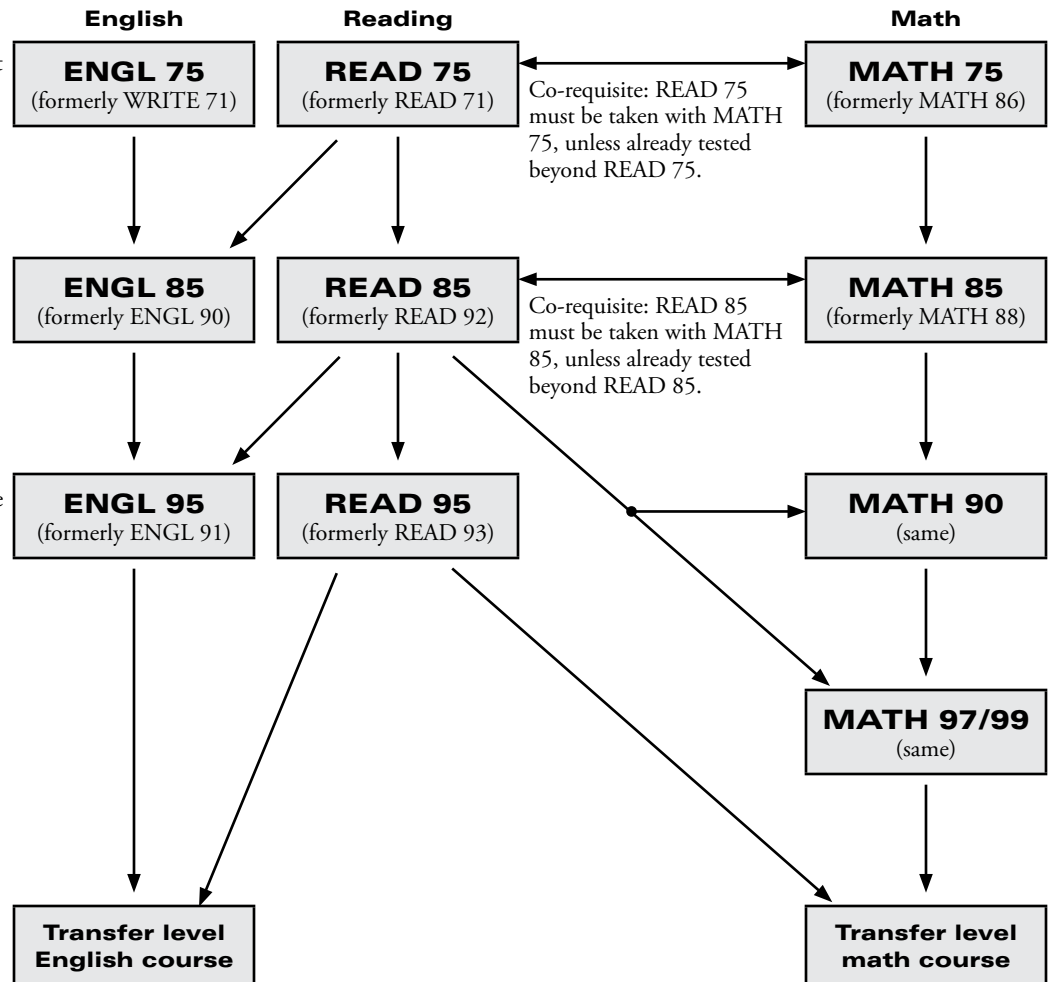 English
Reading
Math
ENGL 75
(formerly WRITE 71)
READ 75
(formerly READ 71)
Co-requisite: READ 75
must be taken with MATH
75, unless already tested
beyond READ 75.
MATH 75
(formerly MATH 86)
ENGL 85
(formerly ENGL 90)
READ 85
(formerly READ 92)
Co-requisite: READ 85
must be taken with MATH
85, unless already tested
beyond READ 85.
MATH 85
(formerly MATH 88)
ENGL 95
(formerly ENGL 91)
READ 95
(formerly READ 93)
MATH 90
(same)
MATH 97/99
(same)
Transfer level
English course
Transfer level
math course